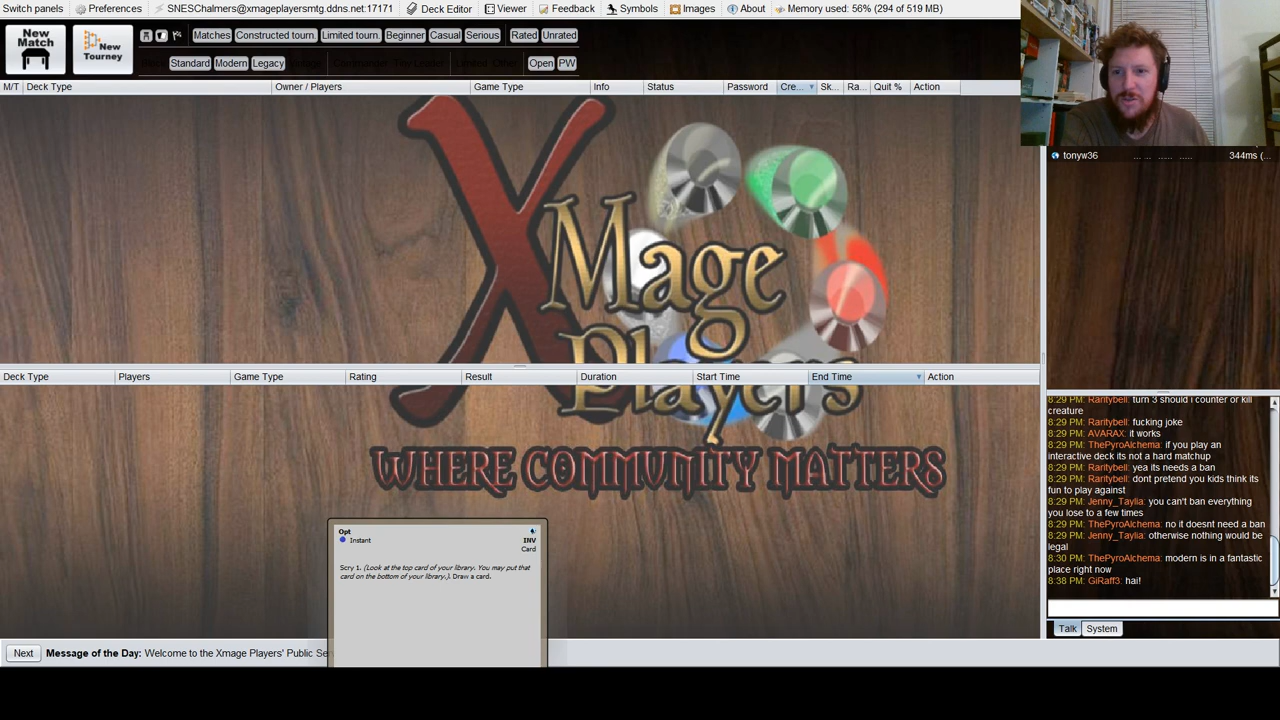 Switch panels Preferences SNESChalmers@xmageplayersmtg.ddns.net:17171 Deck Editor Viewer Feedback Symbols Images About Memory used: 56% (294 of 519 MB)
New Match
New Tourney
Matches Constructed tourn. Limited tourn. Beginner Casual Serious Rated Unrated
Standard Modern Legacy Open PW
M/T Deck Type Owner / Players Game Type Info Status Password Cre... Sk... Ra... Quit % Action
tonyw36 344ms (...
X Mage
Players
Deck Type Players Game Type Rating Result Duration Start Time End Time Action
WHERE COMMUNITY MATTERS
8:29 PM: Raritybell: turn 3 should i counter or kill
creature
8:29 PM: Raritybell: fucking joke
8:29 PM: AVARAX: it works
8:29 PM: ThePyroAlchema: if you play an
interactive deck its not a hard matchup
8:29 PM: Raritybell: yea its needs a ban
8:29 PM: Raritybell: dont pretend you kids think its
fun to play against
8:29 PM: Jenny_Taylia: you can't ban everything
you lose to a few times
8:29 PM: ThePyroAlchema: no it doesnt need a ban
8:29 PM: Jenny_Taylia: otherwise nothing would be
legal
8:30 PM: ThePyroAlchema: modern is in a fantastic
place right now
8:38 PM: GiRaff3: hai!
Talk System
Opt
Instant INV
Card
Scry 1. (Look at the top card of your library. You may put
that card on the bottom of your library.). Draw a card.
Next Message of the Day: Welcome to the Xmage Players' Public Se